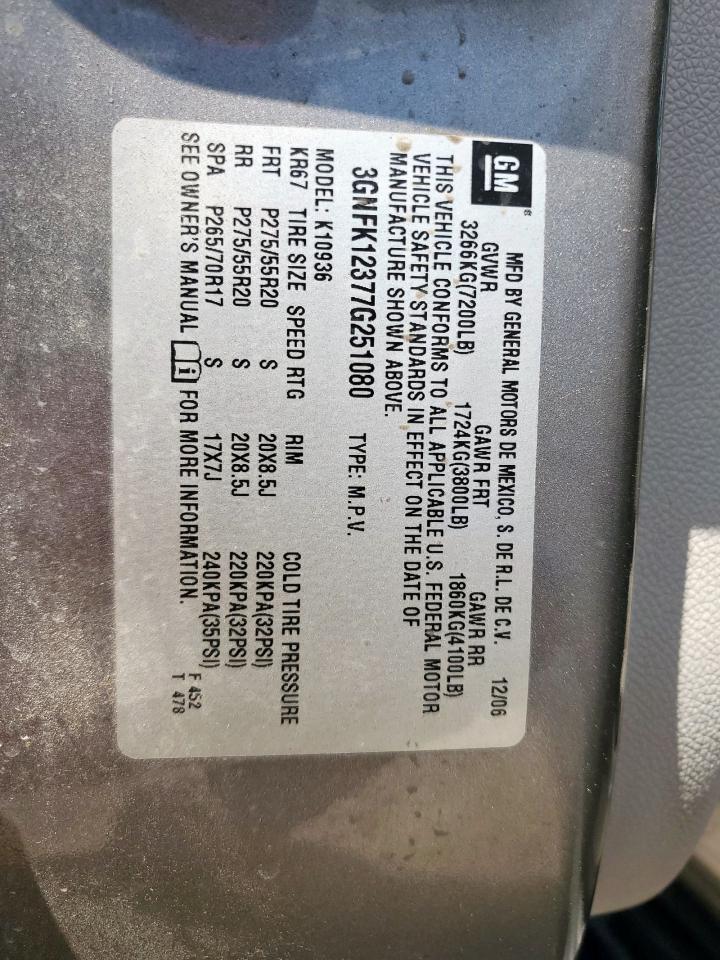 GM ®
MFD BY GENERAL MOTORS DE MEXICO, S. DE R.L. DE C.V. 12/06
GVWR GAWR FRT GAWR RR
3266KG(7200LB) 1724KG(3800LB) 1860KG(4100LB)
THIS VEHICLE CONFORMS TO ALL APPLICABLE U.S. FEDERAL MOTOR
VEHICLE SAFETY STANDARDS IN EFFECT ON THE DATE OF
MANUFACTURE SHOWN ABOVE.
3GNFK12377G251080 TYPE: M.P.V.
MODEL: K10936
KR67 TIRE SIZE SPEED RTG RIM COLD TIRE PRESSURE
FRT P275/55R20 S 20X8.5J 220KPA(32PSI)
RR P275/55R20 S 20X8.5J 220KPA(32PSI)
SPA P265/70R17 S 17X7J 240KPA(35PSI)
SEE OWNER'S MANUAL i FOR MORE INFORMATION.
F 452
T 478